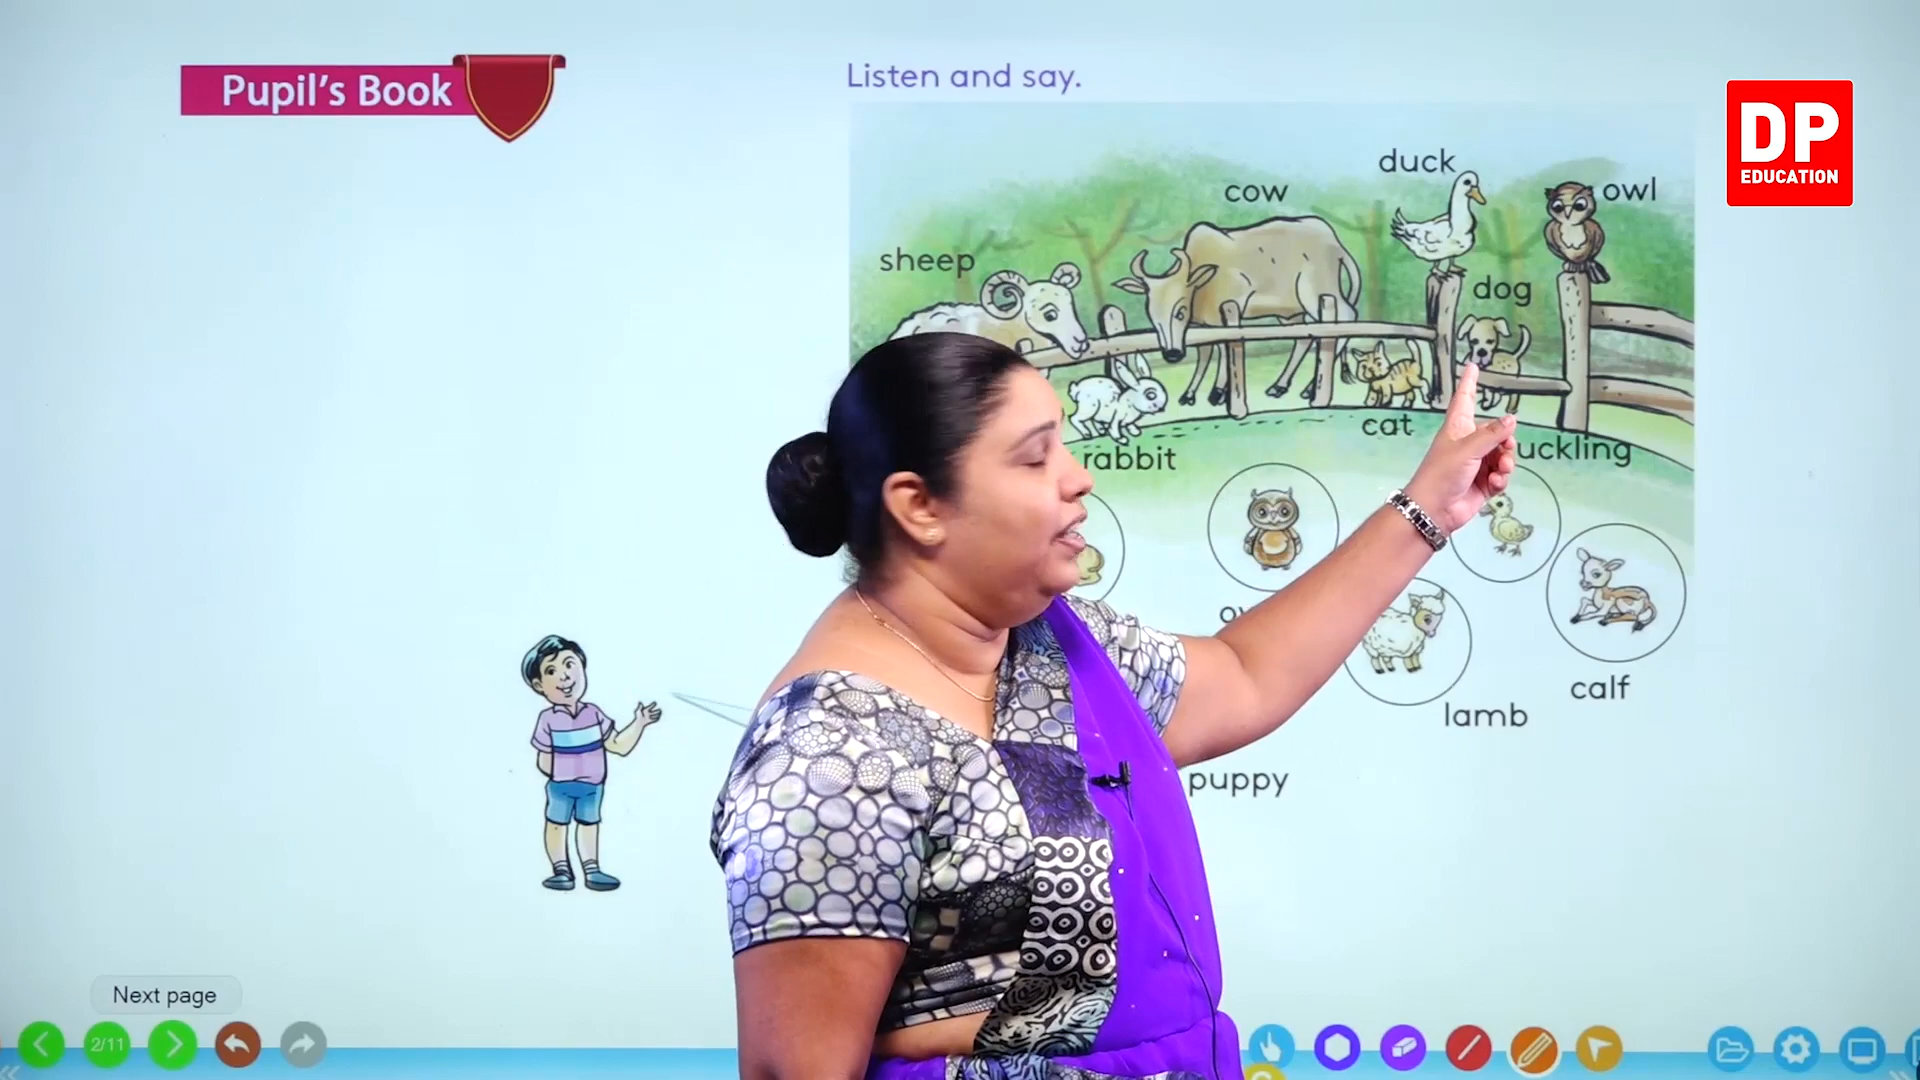 Pupil's Book
Listen and say.
DP
EDUCATION
duck
cow
owl
sheep
dog
cat
rabbit
uckling
calf
lamb
puppy
Next page
2/11